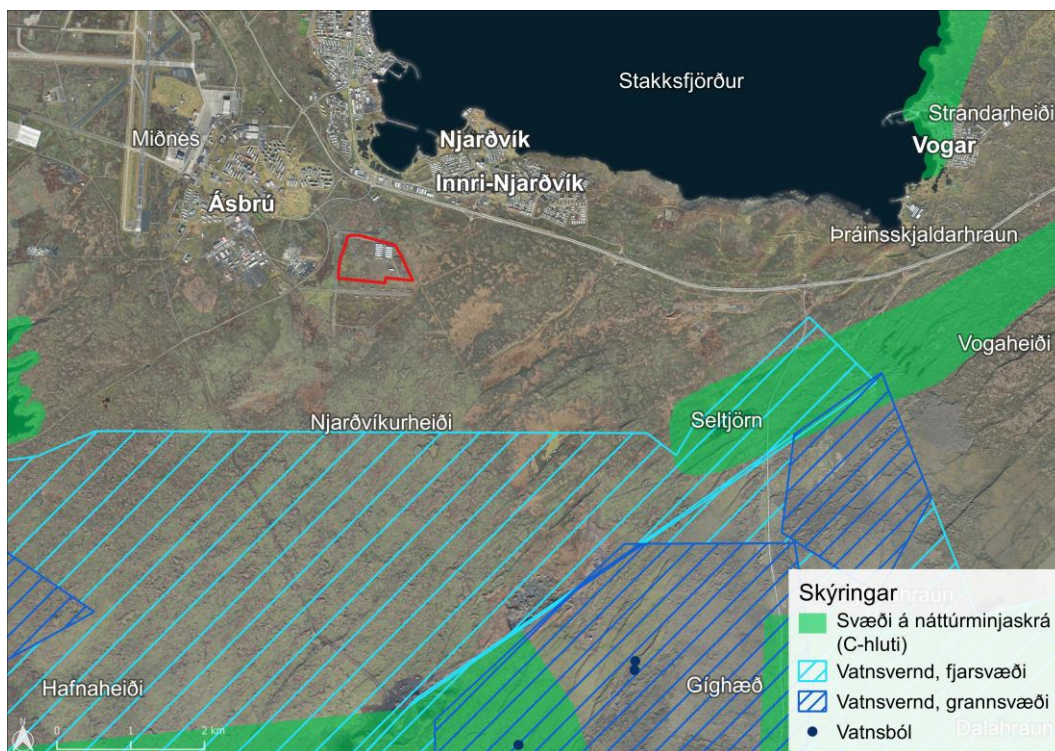 Stakksfjörður
Strandarheiði
Miðnes
Njarðvík
Vogar
Innri-Njarðvík
Ásbrú
Þráinsskjaldarhraun
Vogaheiði
Njarðvíkurheiði
Seltjörn
Skýringar
Svæði á náttúrminjaskrá
(C-hluti)
Vatnsvernd, fjarsvæði
Hafnaheiði
Gíghæð
Vatnsvernd, grannsvæði
Vatnsból
Dalahraun
N
0 1 2 km